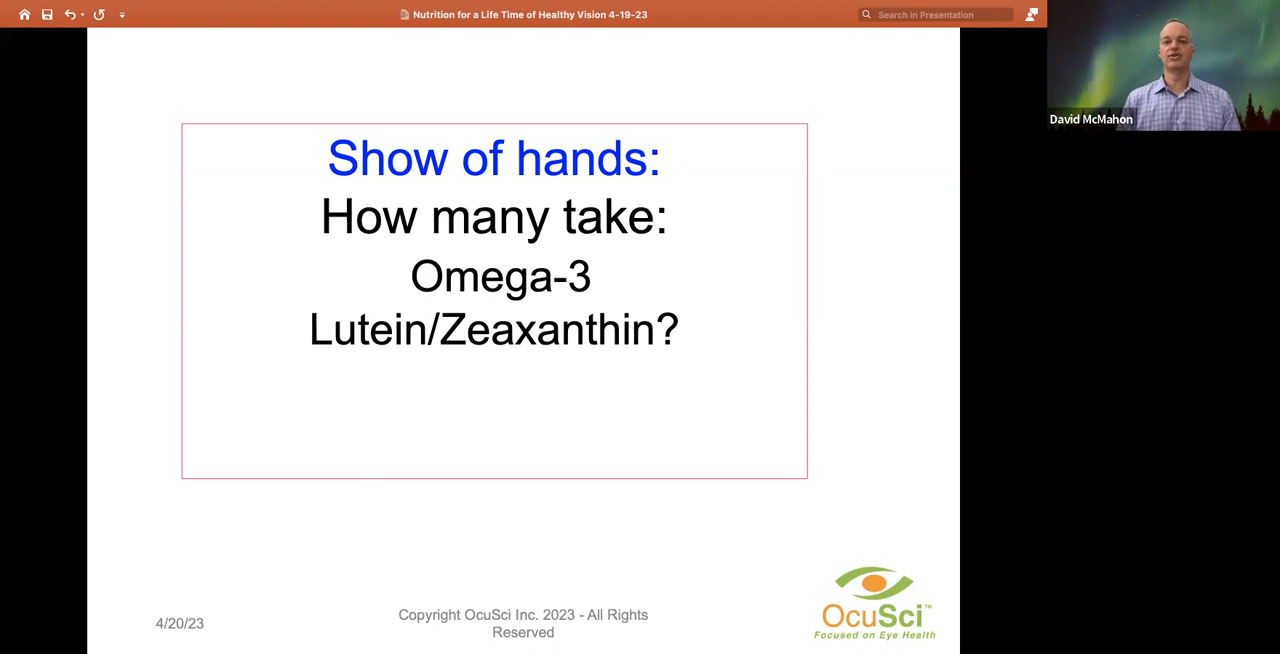 Nutrition for a Life Time of Healthy Vision 4-19-23
Search in Presentation
David McMahon
Show of hands:
How many take:
Omega-3
Lutein/Zeaxanthin?
4/20/23
Copyright OcuSci Inc. 2023 - All Rights
Reserved
OcuSci™
Focused on Eye Health